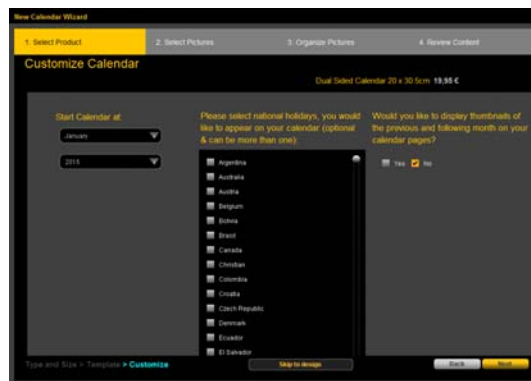 New Calendar Wizard
1. Select Product
2. Select Pictures
3. Organize Pictures
4. Review Content
Customize Calendar
Dual Sided Calendar 20 x 30.5cm 19,95 €
Start Calendar at:
January
2015
Please select national holidays, you would
like to appear on your calendar (optional
& can be more than one):
Argentina
Australia
Austria
Belgium
Bolivia
Brasil
Canada
Christian
Colombia
Croatia
Czech Republic
Denmark
Ecuador
El Salvador
Would you like to display thumbnails of
the previous and following month on your
calendar pages?
Yes
No
Type and Size > Template > Customize
Skip to design
Back
Next